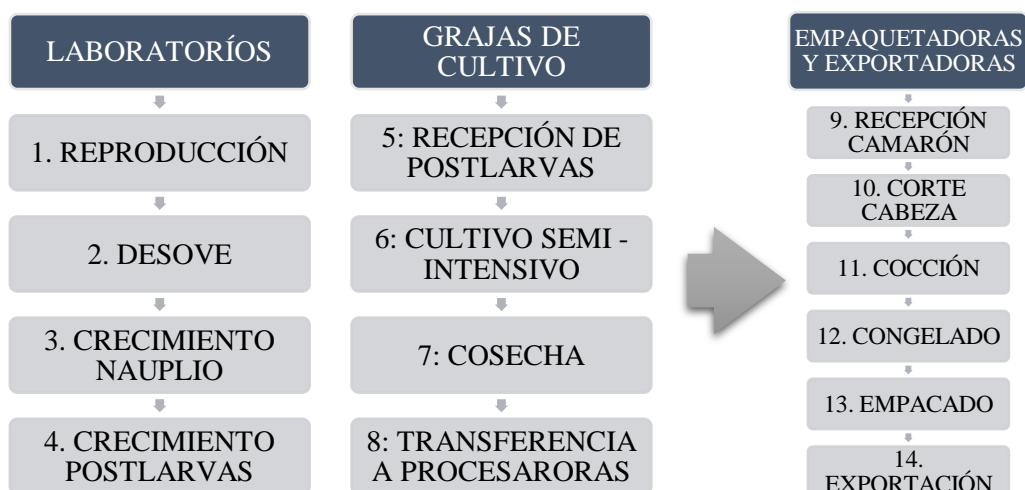 LABORATORÍOS
1. REPRODUCCIÓN
2. DESOVE
3. CRECIMIENTO
NAUPLIO
4. CRECIMIENTO
POSTLARVAS
GRAJAS DE
CULTIVO
5: RECEPCIÓN DE
POSTLARVAS
6: CULTIVO SEMI -
INTENSIVO
7: COSECHA
8: TRANSFERENCIA
A PROCESARORAS
EMPAQUETADORAS
Y EXPORTADORAS
9. RECEPCIÓN
CAMARÓN
10. CORTE
CABEZA
11. COCCIÓN
12. CONGELADO
13. EMPACADO
14.
EXPORTACIÓN